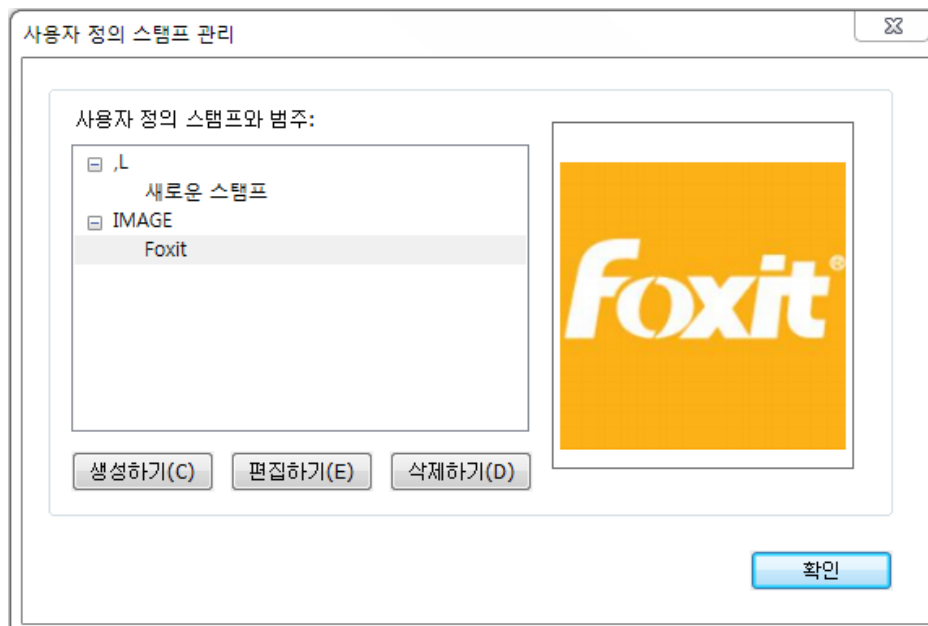 사용자 정의 스탬프 관리
사용자 정의 스탬프와 범주:
,L
새로운 스탬프
IMAGE
Foxit
foxit®
생성하기(C) 편집하기(E) 삭제하기(D)
확인